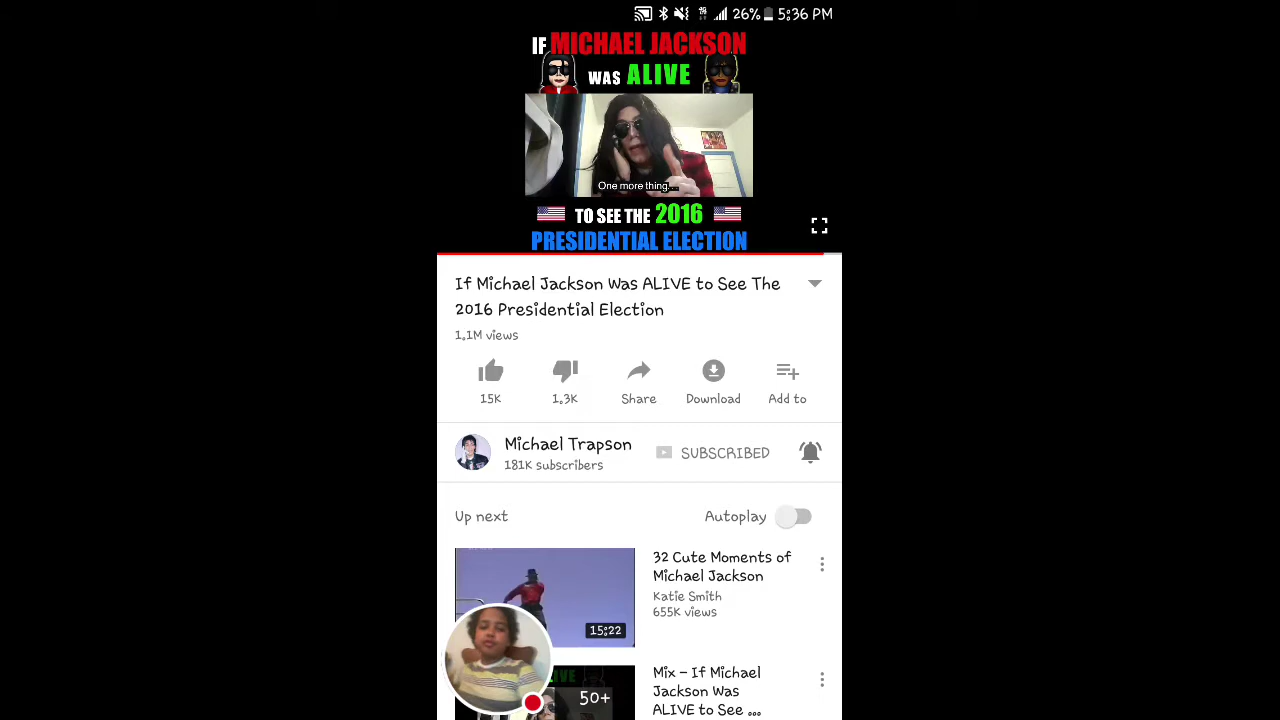 26% 5:36 PM
IF MICHAEL JACKSON
WAS ALIVE
One more thing...
TO SEE THE 2016
PRESIDENTIAL ELECTION
If Michael Jackson Was ALIVE to See The
2016 Presidential Election
1.1M views
15K 1.3K Share Download Add to
Michael Trapson SUBSCRIBED
181K subscribers
Up next Autoplay
32 Cute Moments of
Michael Jackson
Katie Smith
655K views
15:22
Mix – If Michael
Jackson Was
ALIVE to See ...
50+